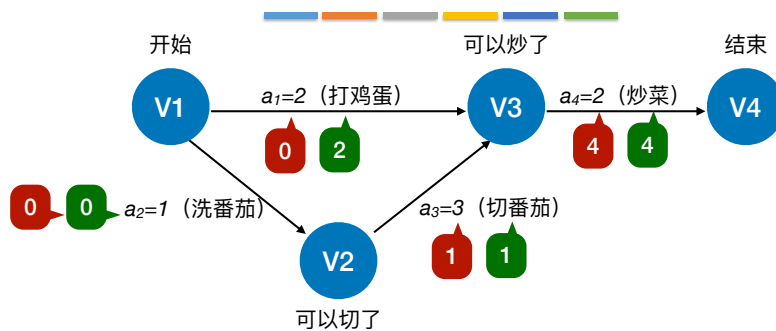 开始
可以炒了
结束
V1
a₁=2（打鸡蛋）
V3
a₄=2（炒菜）
V4
0
2
4
4
0
0
a₂=1（洗番茄）
a₃=3（切番茄）
V2
1
1
可以切了